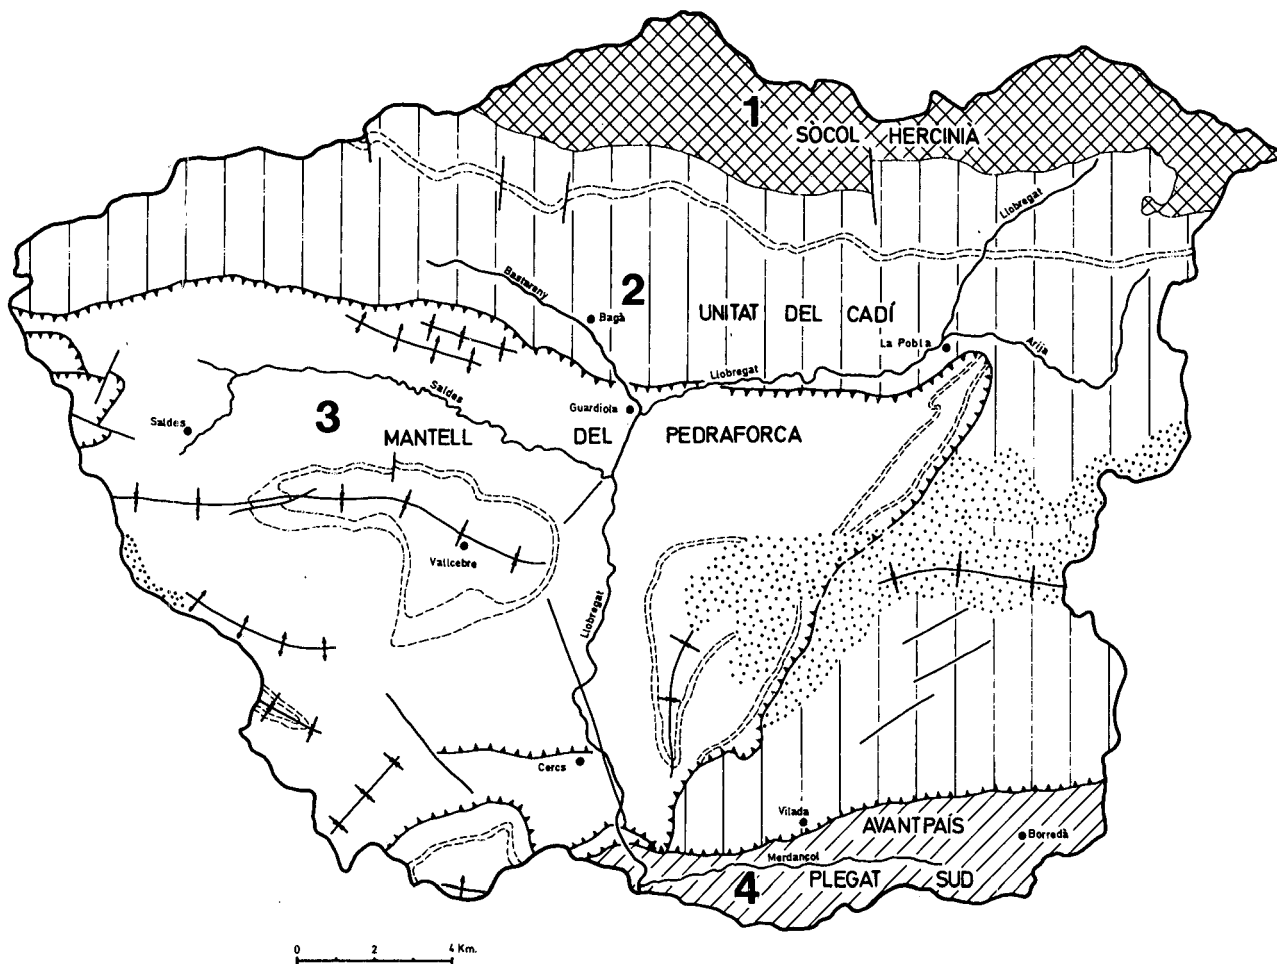 1
SÒCOL HERCINIÀ
Llobregat
Bastareny
2
Bagà
UNITAT DEL CADÍ
La Pobla
Arija
Llobregat
Saldes
Guardiola
Saldes
3
MANTELL DEL PEDRAFORCA
Vallcebre
Llobregat
Cercs
Vilada
AVANTPAÍS
Borredà
Merdançol
4
PLEGAT SUD
0 2 4 Km.